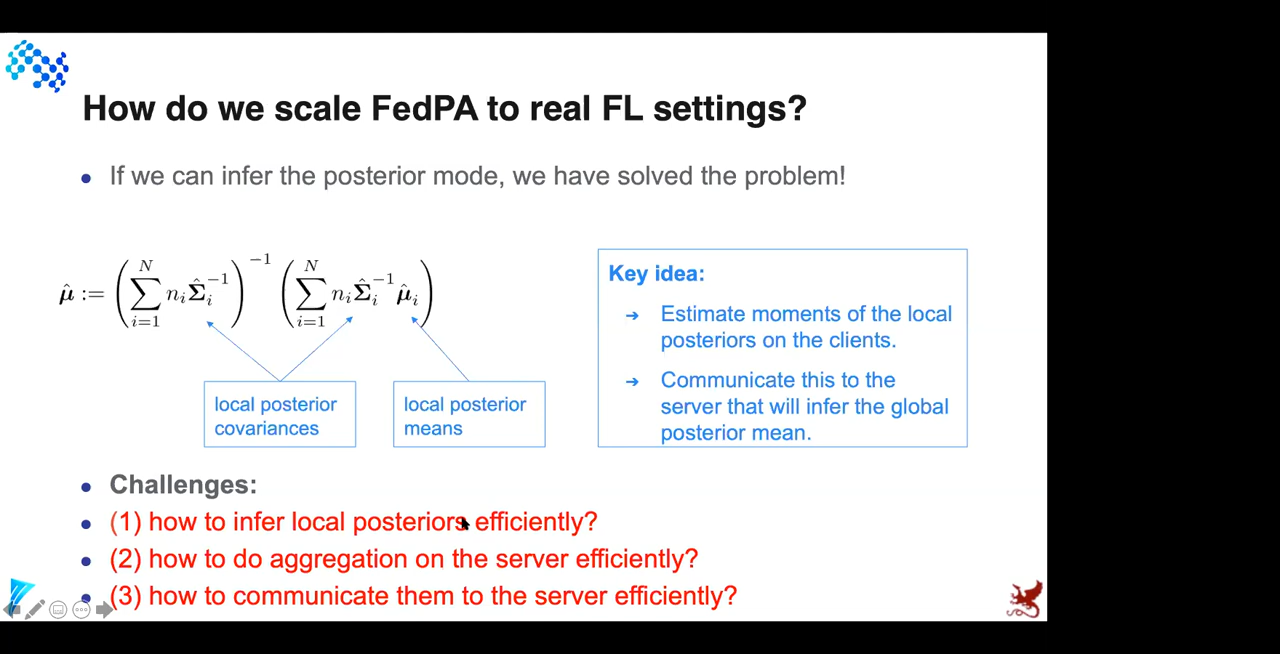 How do we scale FedPA to real FL settings?
• If we can infer the posterior mode, we have solved the problem!
μ̂ := (∑_{i=1}^{N} n_i Σ̂_i^{−1})^{−1} (∑_{i=1}^{N} n_i Σ̂_i^{−1} μ̂_i)
local posterior
covariances
local posterior
means
Key idea:
→ Estimate moments of the local
posteriors on the clients.
→ Communicate this to the
server that will infer the global
posterior mean.
• Challenges:
• (1) how to infer local posteriors efficiently?
• (2) how to do aggregation on the server efficiently?
• (3) how to communicate them to the server efficiently?